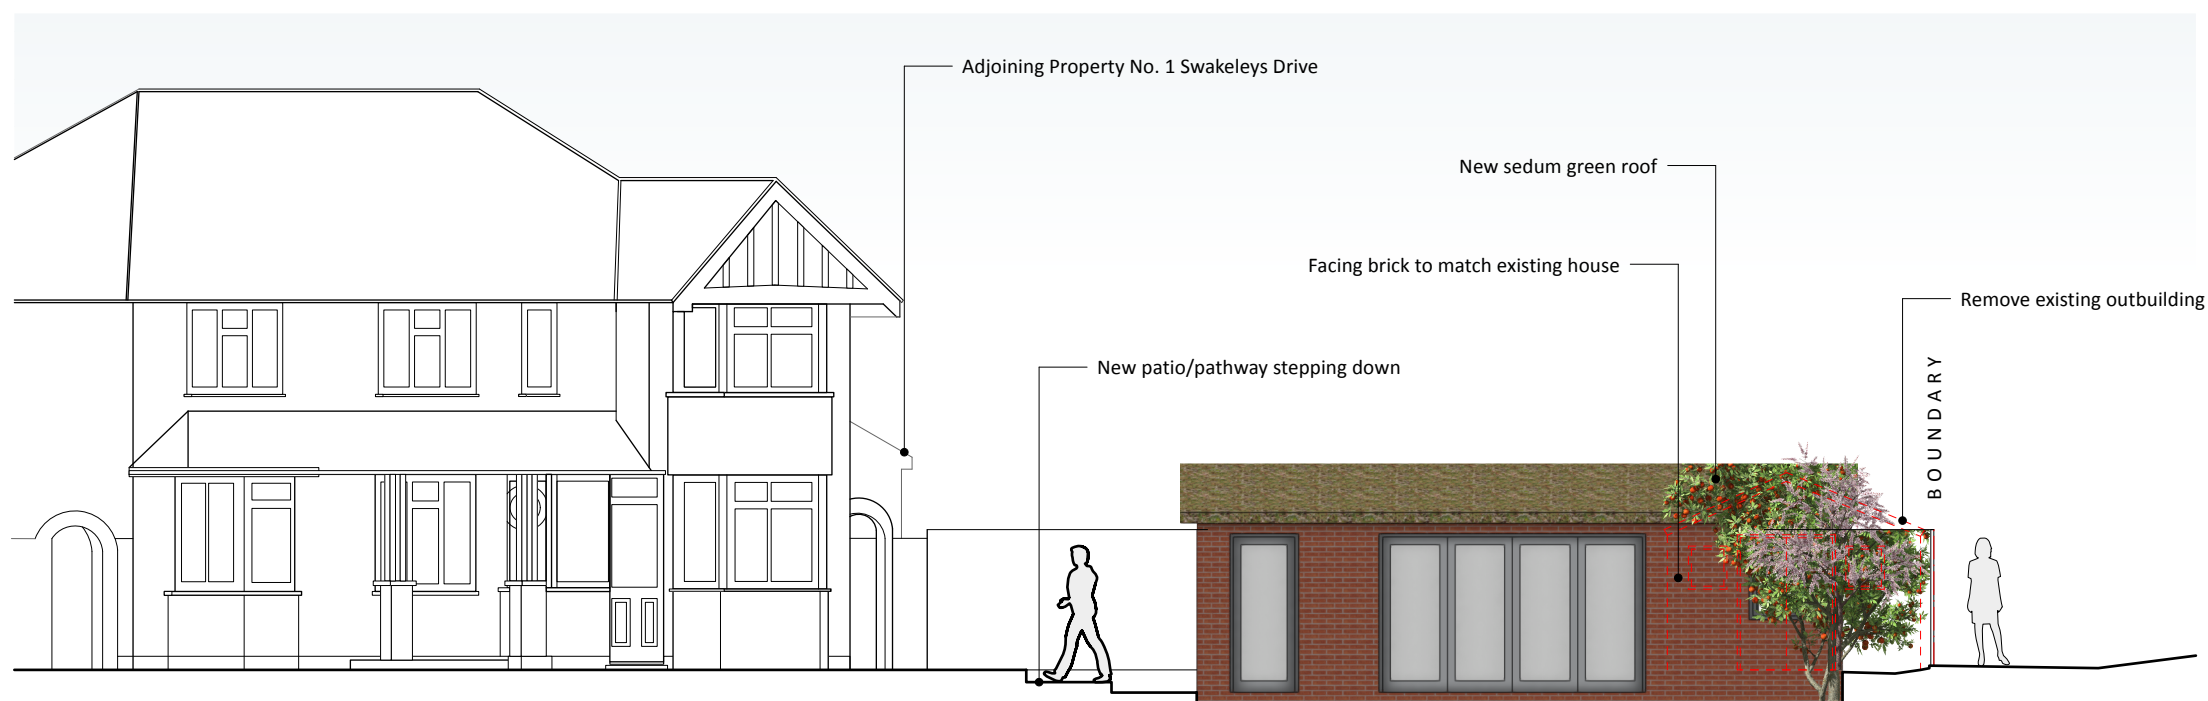 Adjoining Property No. 1 Swakeleys Drive
New sedum green roof
Facing brick to match existing house
Remove existing outbuilding
New patio/pathway stepping down
BOUNDARY